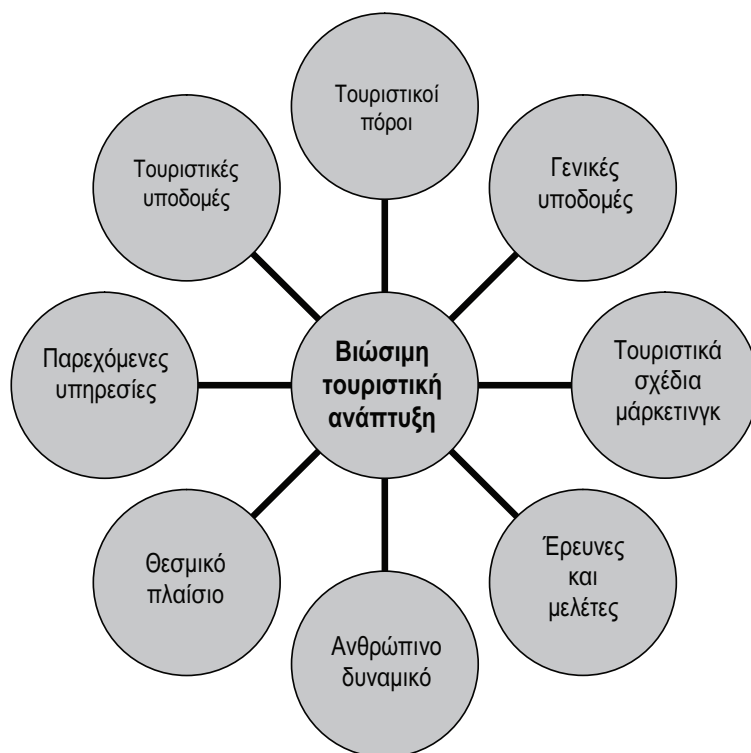 Τουριστικοί
πόροι
Γενικές
υποδομές
Τουριστικά
σχέδια
μάρκετινγκ
Έρευνες
και
μελέτες
Ανθρώπινο
δυναμικό
Θεσμικό
πλαίσιο
Παρεχόμενες
υπηρεσίες
Τουριστικές
υποδομές
Βιώσιμη
τουριστική
ανάπτυξη